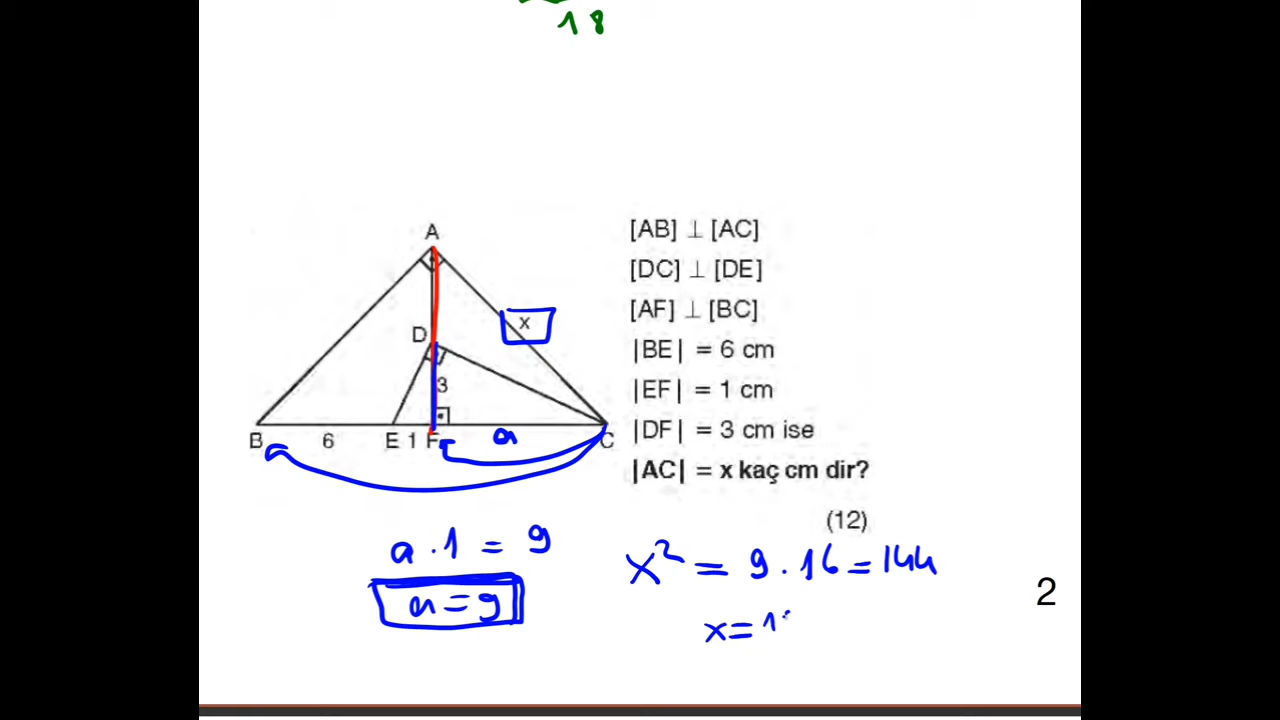 18
A
x
D
3
B 6 E 1 F a C
[AB] ⊥ [AC]
[DC] ⊥ [DE]
[AF] ⊥ [BC]
|BE| = 6 cm
|EF| = 1 cm
|DF| = 3 cm ise
|AC| = x kaç cm dir?
(12)
a . 1 = 9
a = 9
x² = 9 . 16 = 144
x = 1
2